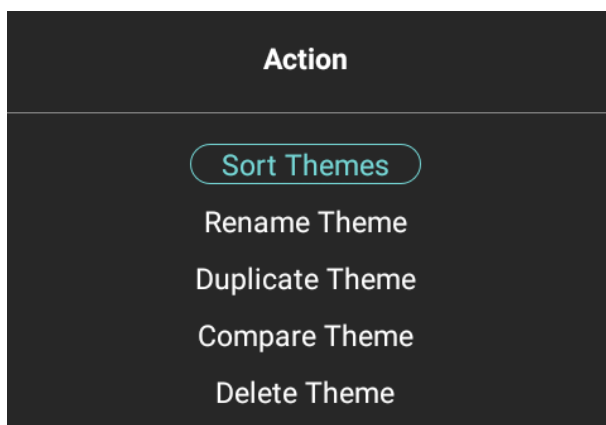 Action
Sort Themes
Rename Theme
Duplicate Theme
Compare Theme
Delete Theme